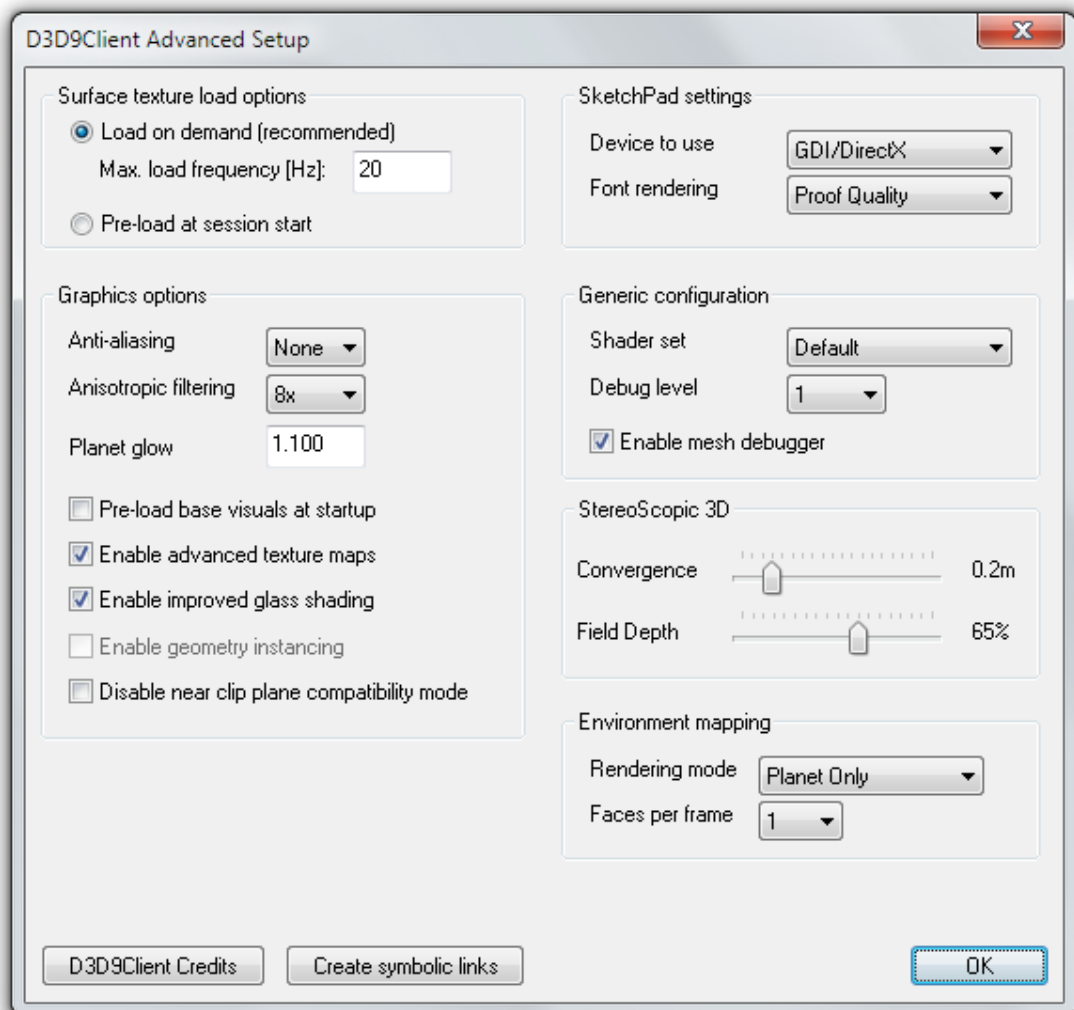 D3D9Client Advanced Setup
Surface texture load options
Load on demand (recommended)
Max. load frequency [Hz]: 20
Pre-load at session start
SketchPad settings
Device to use GDI/DirectX
Font rendering Proof Quality
Graphics options
Anti-aliasing None
Anisotropic filtering 8x
Planet glow 1.100
Pre-load base visuals at startup
Enable advanced texture maps
Enable improved glass shading
Enable geometry instancing
Disable near clip plane compatibility mode
Generic configuration
Shader set Default
Debug level 1
Enable mesh debugger
StereoScopic 3D
Convergence 0.2m
Field Depth 65%
Environment mapping
Rendering mode Planet Only
Faces per frame 1
D3D9Client Credits
Create symbolic links
OK